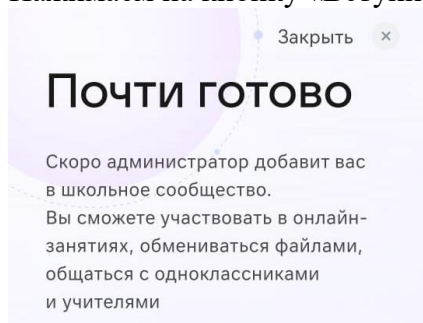 Закрыть ×
Почти готово
Скоро администратор добавит вас
в школьное сообщество.
Вы сможете участвовать в онлайн-
занятиях, обмениваться файлами,
общаться с одноклассниками
и учителями